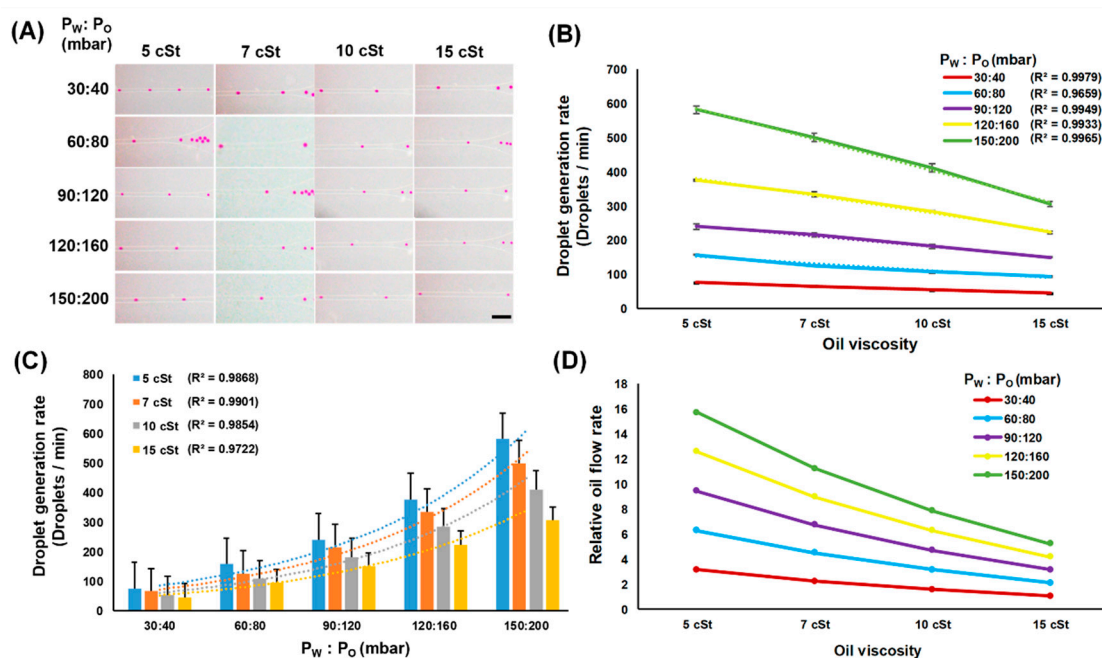 (A)
P_W : P_O
(mbar)
5 cSt 7 cSt 10 cSt 15 cSt
30:40
60:80
90:120
120:160
150:200
(B)
P_W : P_O (mbar)
30:40 (R² = 0.9979)
60:80 (R² = 0.9659)
90:120 (R² = 0.9949)
120:160 (R² = 0.9933)
150:200 (R² = 0.9965)
Droplet generation rate
(Droplets / min)
700
600
500
400
300
200
100
0
5 cSt 7 cSt 10 cSt 15 cSt
Oil viscosity
(C)
5 cSt (R² = 0.9868)
7 cSt (R² = 0.9901)
10 cSt (R² = 0.9854)
15 cSt (R² = 0.9722)
Droplet generation rate
(Droplets / min)
800
700
600
500
400
300
200
100
0
30:40 60:80 90:120 120:160 150:200
P_W : P_O (mbar)
(D)
P_W : P_O (mbar)
30:40
60:80
90:120
120:160
150:200
Relative oil flow rate
18
16
14
12
10
8
6
4
2
0
5 cSt 7 cSt 10 cSt 15 cSt
Oil viscosity